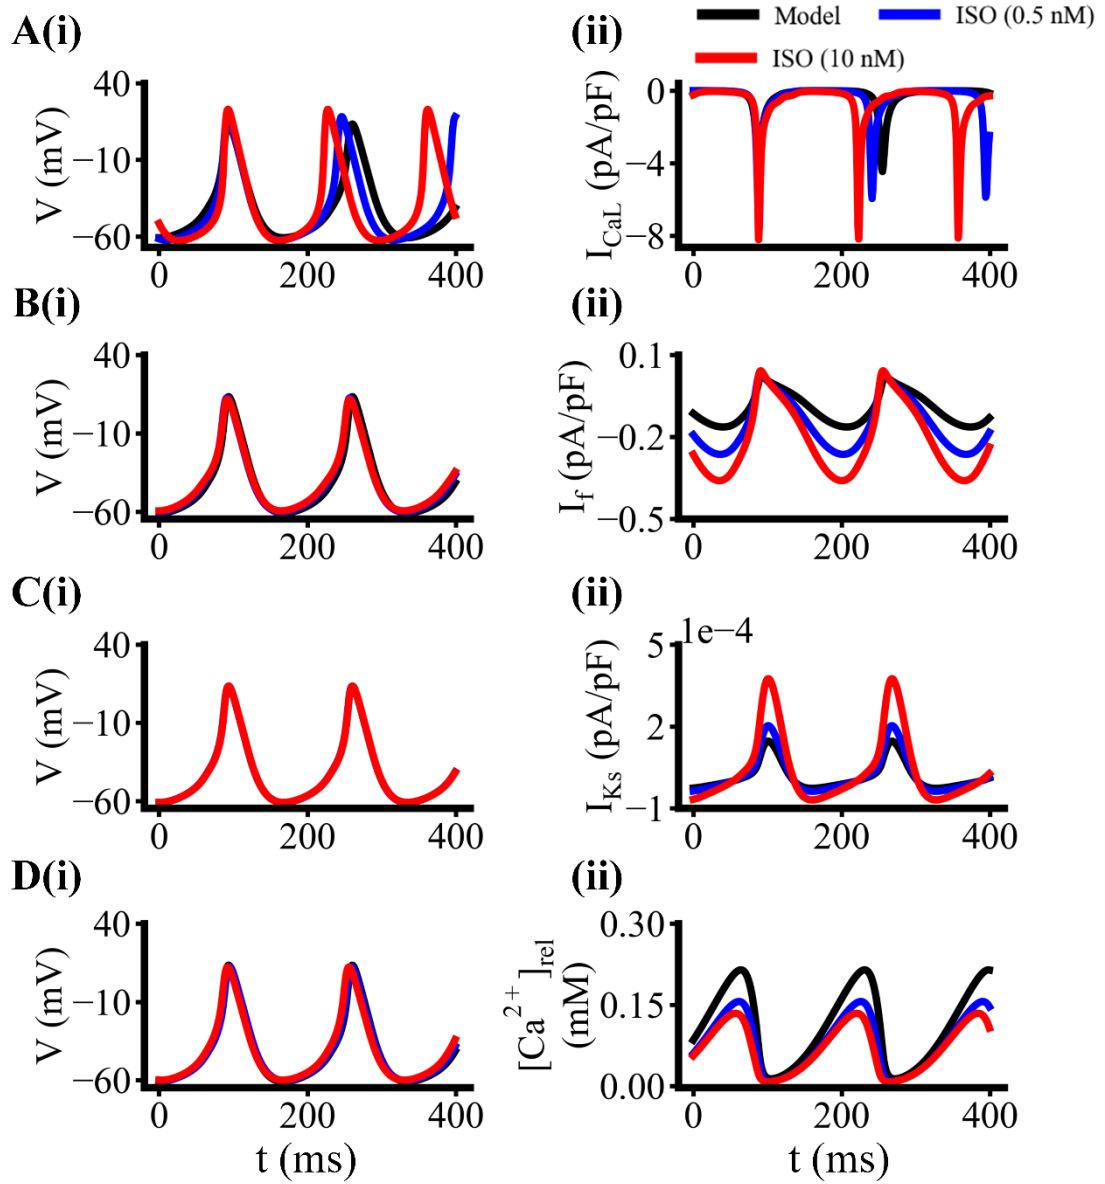 Model
ISO (0.5 nM)
ISO (10 nM)
A(i)
V (mV)
40
−10
−60
0
200
400
(ii)
I_CaL (pA/pF)
0
−4
−8
0
200
400
B(i)
V (mV)
40
−10
−60
0
200
400
(ii)
I_f (pA/pF)
0.1
−0.2
−0.5
0
200
400
C(i)
V (mV)
40
−10
−60
0
200
400
(ii)
I_Ks (pA/pF)
1e−4
5
2
−1
0
200
400
D(i)
V (mV)
40
−10
−60
0
200
400
t (ms)
(ii)
[Ca²⁺]_rel
(mM)
0.30
0.15
0.00
0
200
400
t (ms)